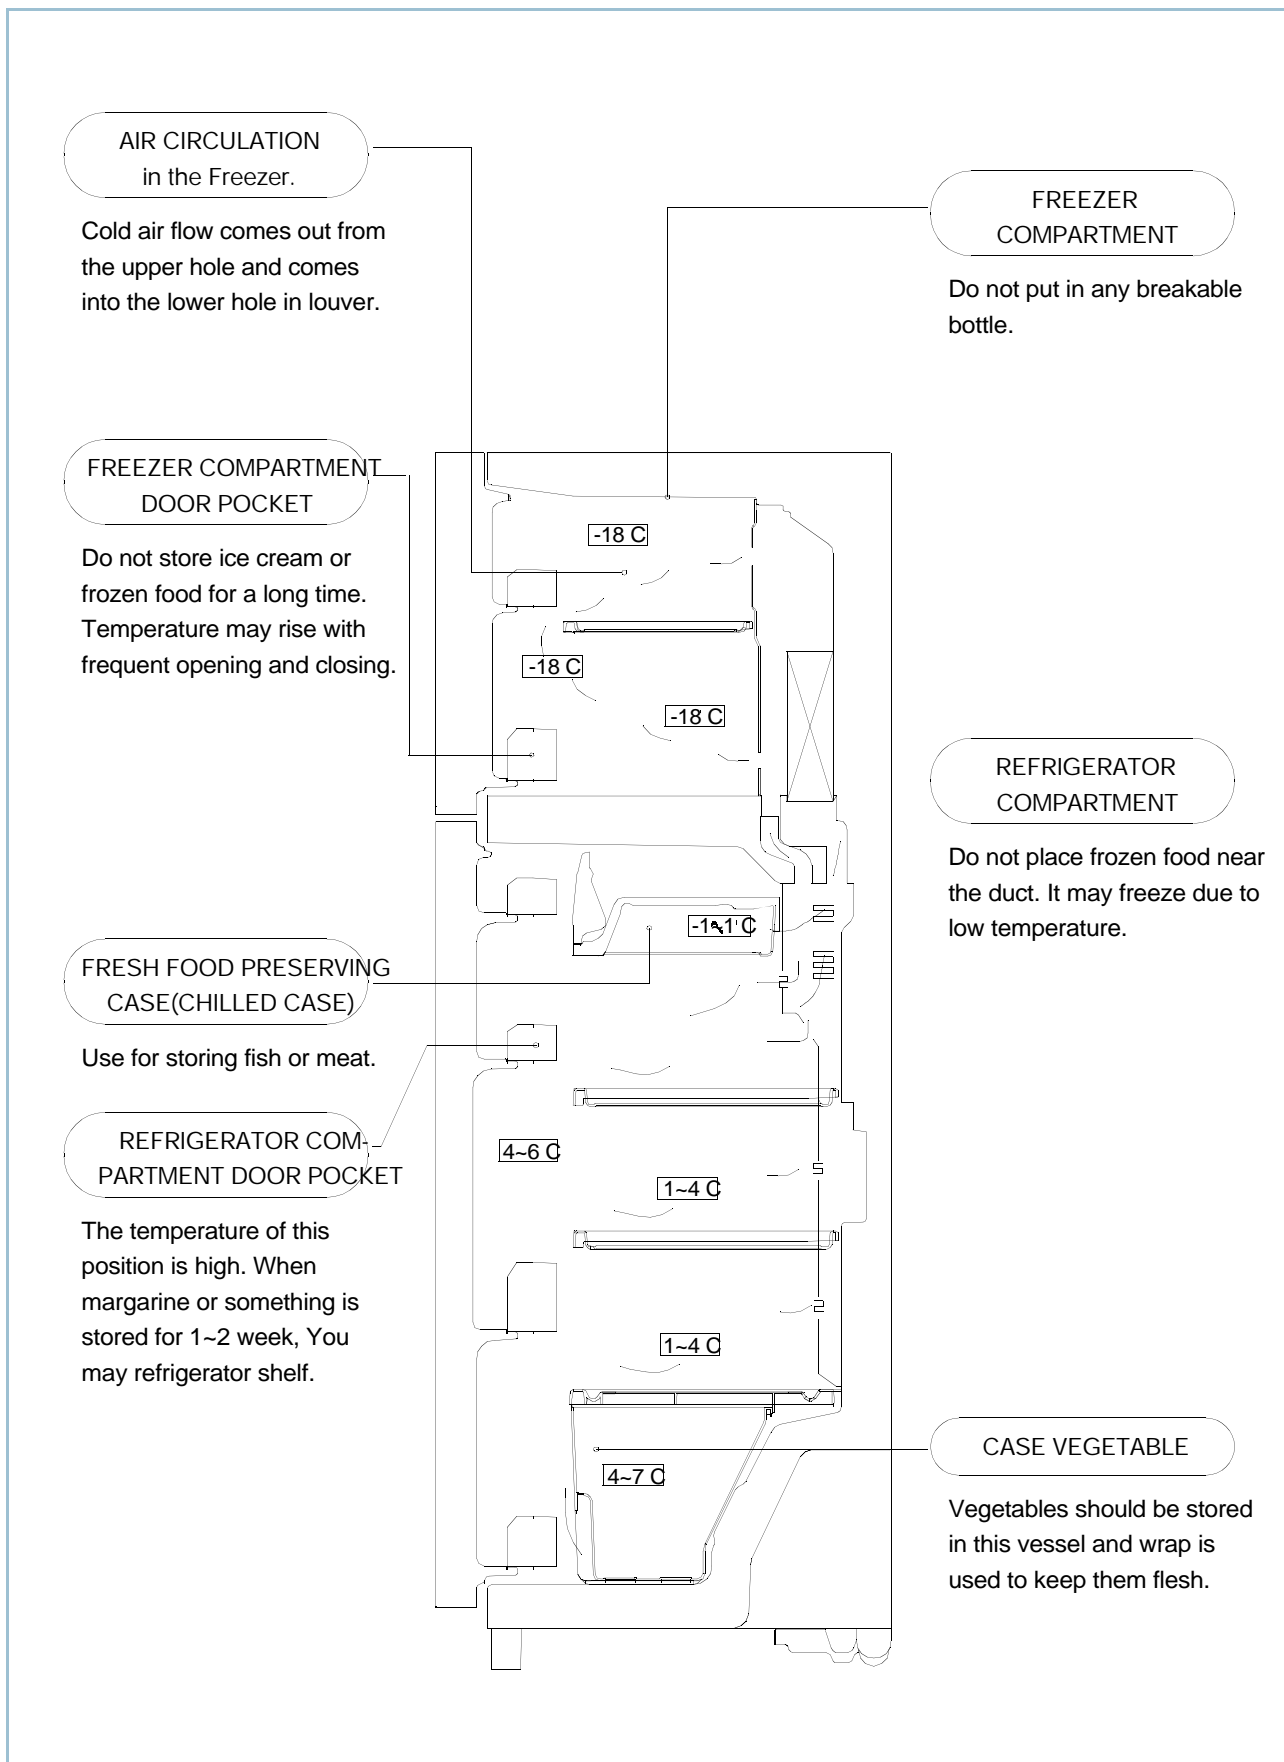 AIR CIRCULATION
in the Freezer.
Cold air flow comes out from
the upper hole and comes
into the lower hole in louver.
FREEZER
COMPARTMENT
Do not put in any breakable
bottle.
FREEZER COMPARTMENT
DOOR POCKET
Do not store ice cream or
frozen food for a long time.
Temperature may rise with
frequent opening and closing.
-18 C
-18 C
-18 C
REFRIGERATOR
COMPARTMENT
Do not place frozen food near
the duct. It may freeze due to
low temperature.
-1~1 C
FRESH FOOD PRESERVING
CASE(CHILLED CASE)
Use for storing fish or meat.
REFRIGERATOR COM-
PARTMENT DOOR POCKET
The temperature of this
position is high. When
margarine or something is
stored for 1~2 week, You
may refrigerator shelf.
4~6 C
1~4 C
1~4 C
4~7 C
CASE VEGETABLE
Vegetables should be stored
in this vessel and wrap is
used to keep them flesh.